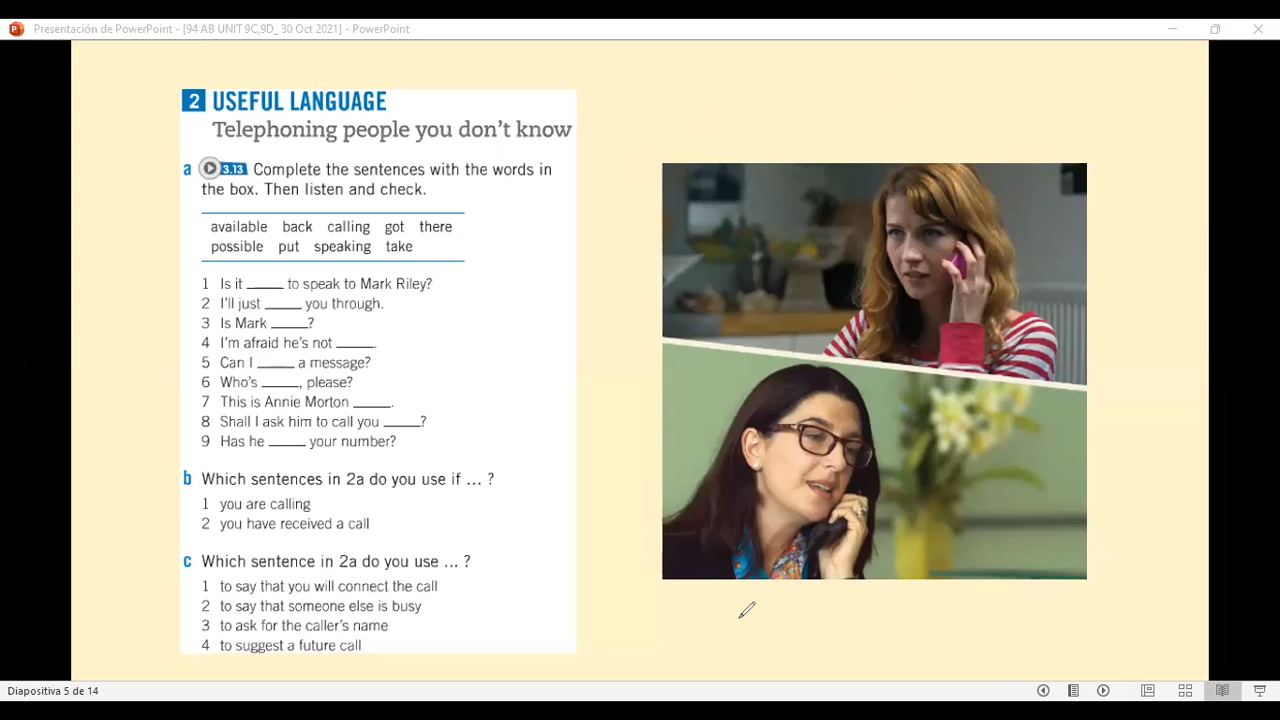 Presentación de PowerPoint - [94 AB UNIT 9C,9D_ 30 Oct 2021] - PowerPoint
2 USEFUL LANGUAGE
Telephoning people you don't know
a 3.13 Complete the sentences with the words in
the box. Then listen and check.
available back calling got there
possible put speaking take
1 Is it _____ to speak to Mark Riley?
2 I'll just _____ you through.
3 Is Mark _____?
4 I'm afraid he's not _____.
5 Can I _____ a message?
6 Who's _____, please?
7 This is Annie Morton _____.
8 Shall I ask him to call you _____?
9 Has he _____ your number?
b Which sentences in 2a do you use if ... ?
1 you are calling
2 you have received a call
c Which sentence in 2a do you use ... ?
1 to say that you will connect the call
2 to say that someone else is busy
3 to ask for the caller's name
4 to suggest a future call
Diapositiva 5 de 14